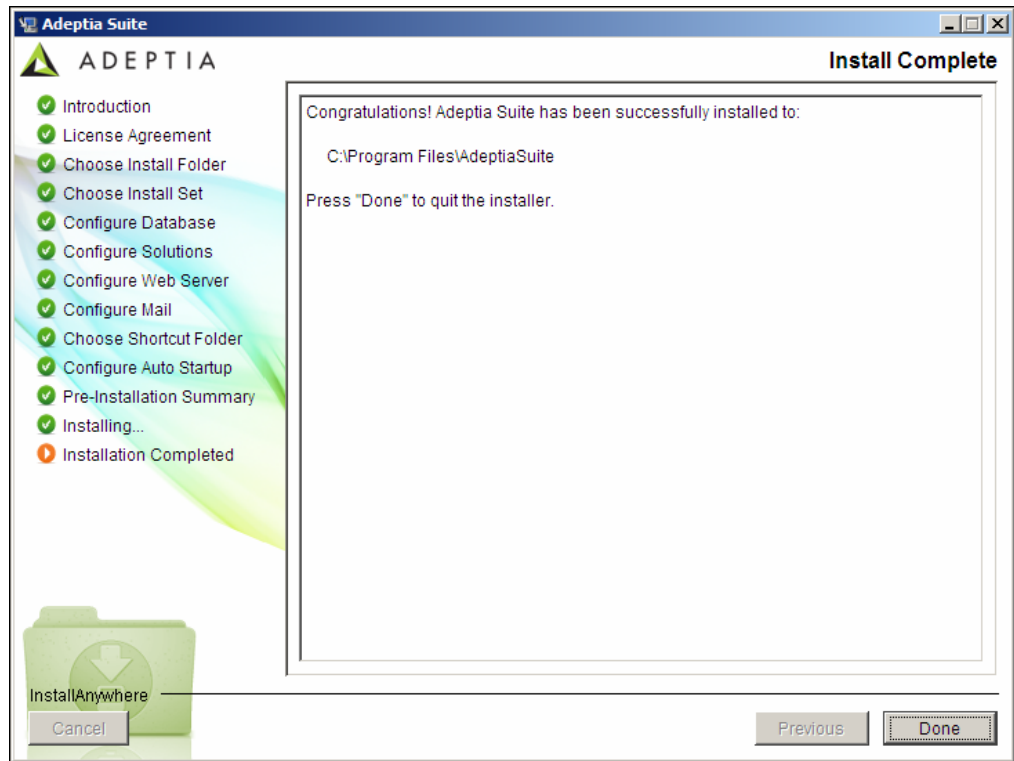 Adeptia Suite
ADEPTIA
Install Complete
Introduction
License Agreement
Choose Install Folder
Choose Install Set
Configure Database
Configure Solutions
Configure Web Server
Configure Mail
Choose Shortcut Folder
Configure Auto Startup
Pre-Installation Summary
Installing...
Installation Completed
Congratulations! Adeptia Suite has been successfully installed to:
C:\Program Files\AdeptiaSuite
Press "Done" to quit the installer.
InstallAnywhere
Cancel
Previous
Done